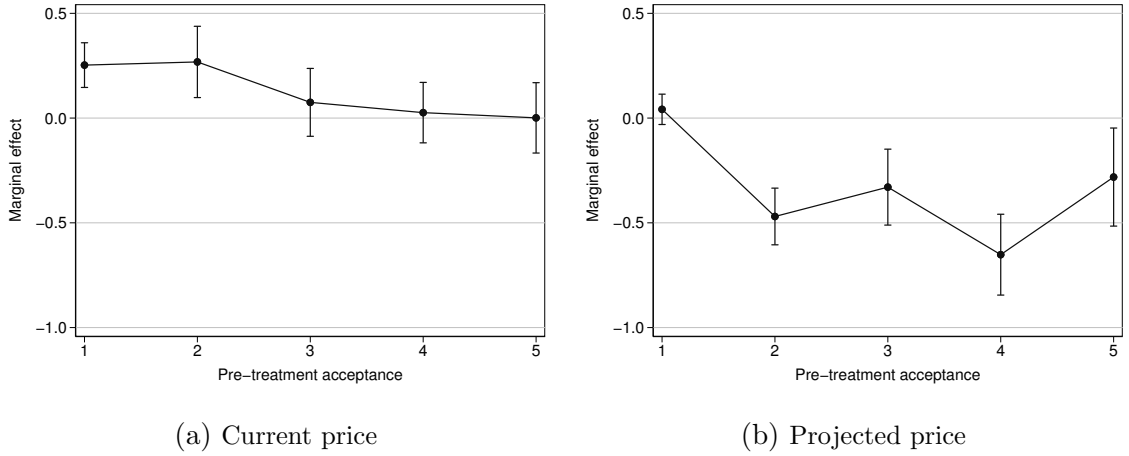 0.5
0.0
−0.5
−1.0
Marginal effect
1 2 3 4 5
Pre−treatment acceptance
(a) Current price
0.5
0.0
−0.5
−1.0
Marginal effect
1 2 3 4 5
Pre−treatment acceptance
(b) Projected price